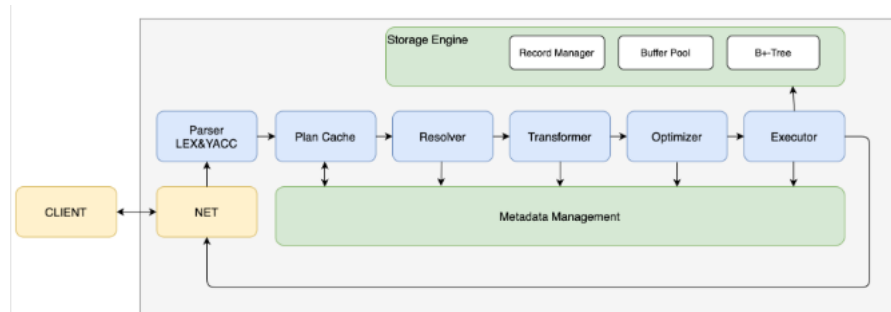 Storage Engine
Record Manager
Buffer Pool
B+-Tree
Parser
LEX&YACC
Plan Cache
Resolver
Transformer
Optimizer
Executor
CLIENT
NET
Metadata Management